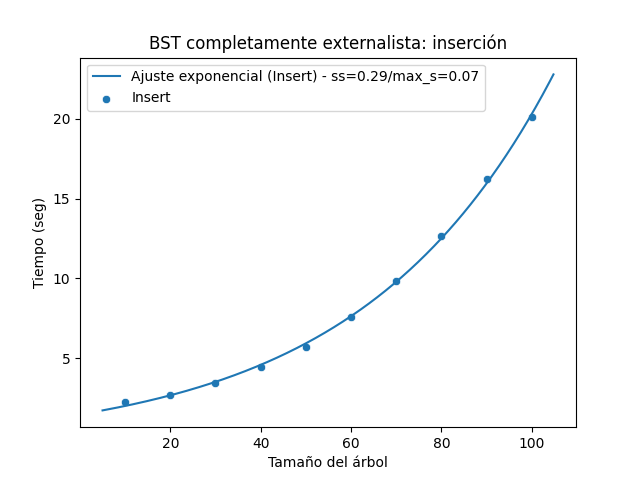 BST completamente externalista: inserción
Ajuste exponencial (Insert) - ss=0.29/max_s=0.07
Insert
20
15
10
5
Tiempo (seg)
20 40 60 80 100
Tamaño del árbol